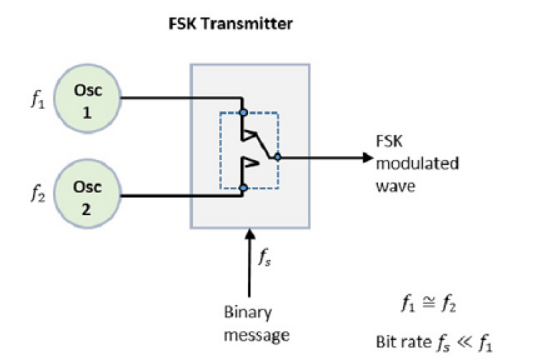 FSK Transmitter
f₁
Osc
1
FSK
modulated
wave
f₂
Osc
2
fₛ
Binary
message
f₁ ≅ f₂
Bit rate fₛ ≪ f₁